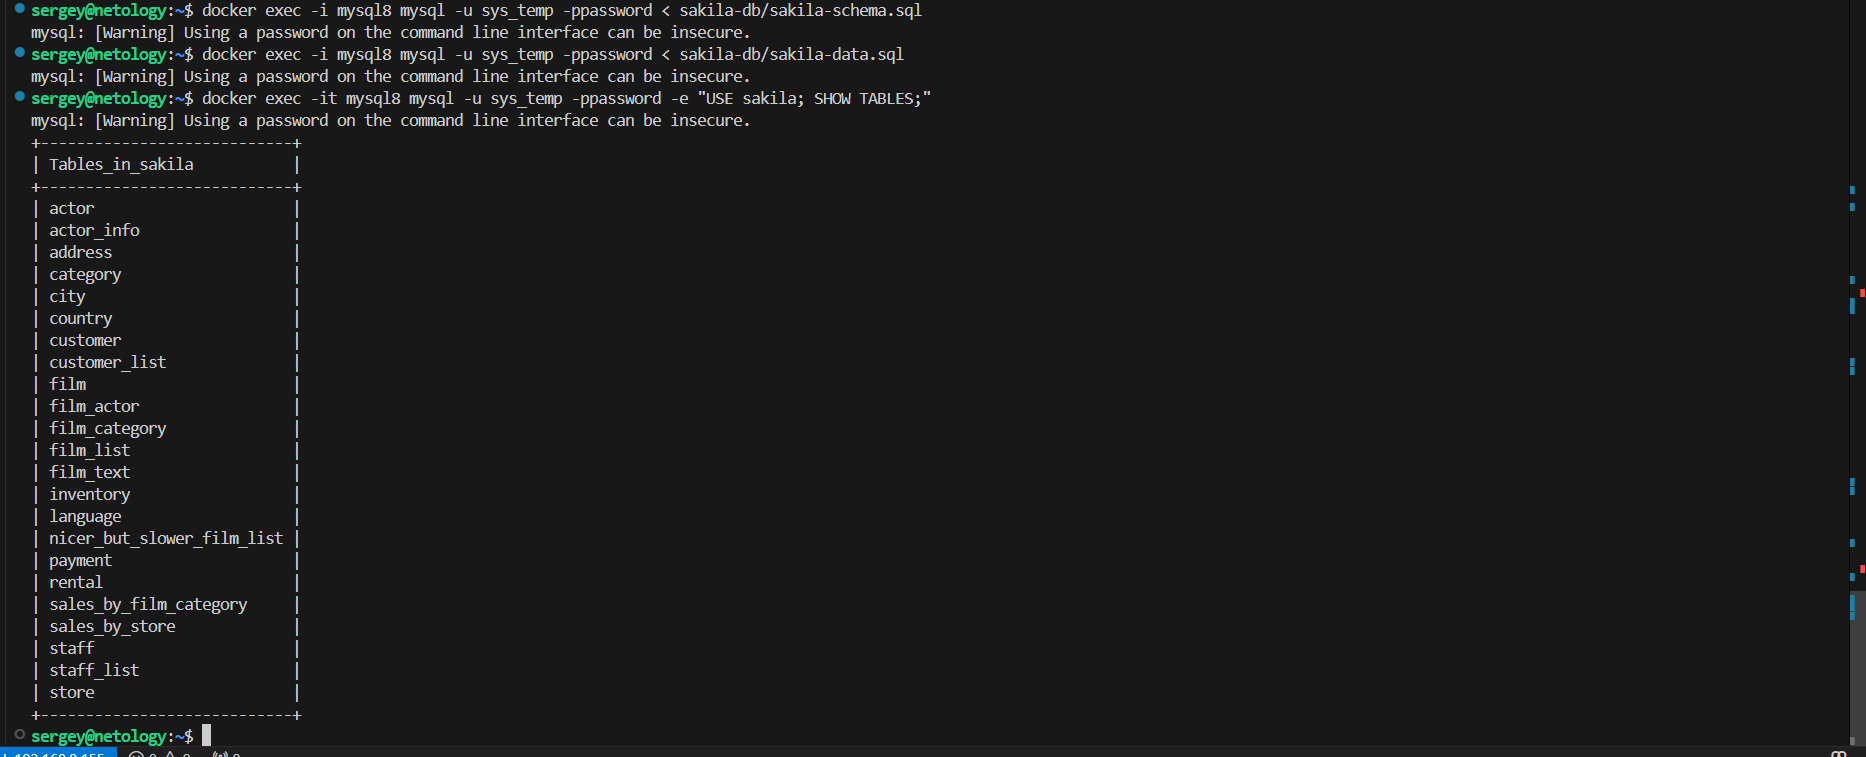 sergey@netology:~$ docker exec -i mysql8 mysql -u sys_temp -ppassword < sakila-db/sakila-schema.sql
mysql: [Warning] Using a password on the command line interface can be insecure.
sergey@netology:~$ docker exec -i mysql8 mysql -u sys_temp -ppassword < sakila-db/sakila-data.sql
mysql: [Warning] Using a password on the command line interface can be insecure.
sergey@netology:~$ docker exec -it mysql8 mysql -u sys_temp -ppassword -e "USE sakila; SHOW TABLES;"
mysql: [Warning] Using a password on the command line interface can be insecure.
+----------------------------+
| Tables_in_sakila           |
+----------------------------+
| actor                      |
| actor_info                 |
| address                    |
| category                   |
| city                       |
| country                    |
| customer                   |
| customer_list              |
| film                       |
| film_actor                 |
| film_category              |
| film_list                  |
| film_text                  |
| inventory                  |
| language                   |
| nicer_but_slower_film_list |
| payment                    |
| rental                     |
| sales_by_film_category     |
| sales_by_store             |
| staff                      |
| staff_list                 |
| store                      |
+----------------------------+
sergey@netology:~$